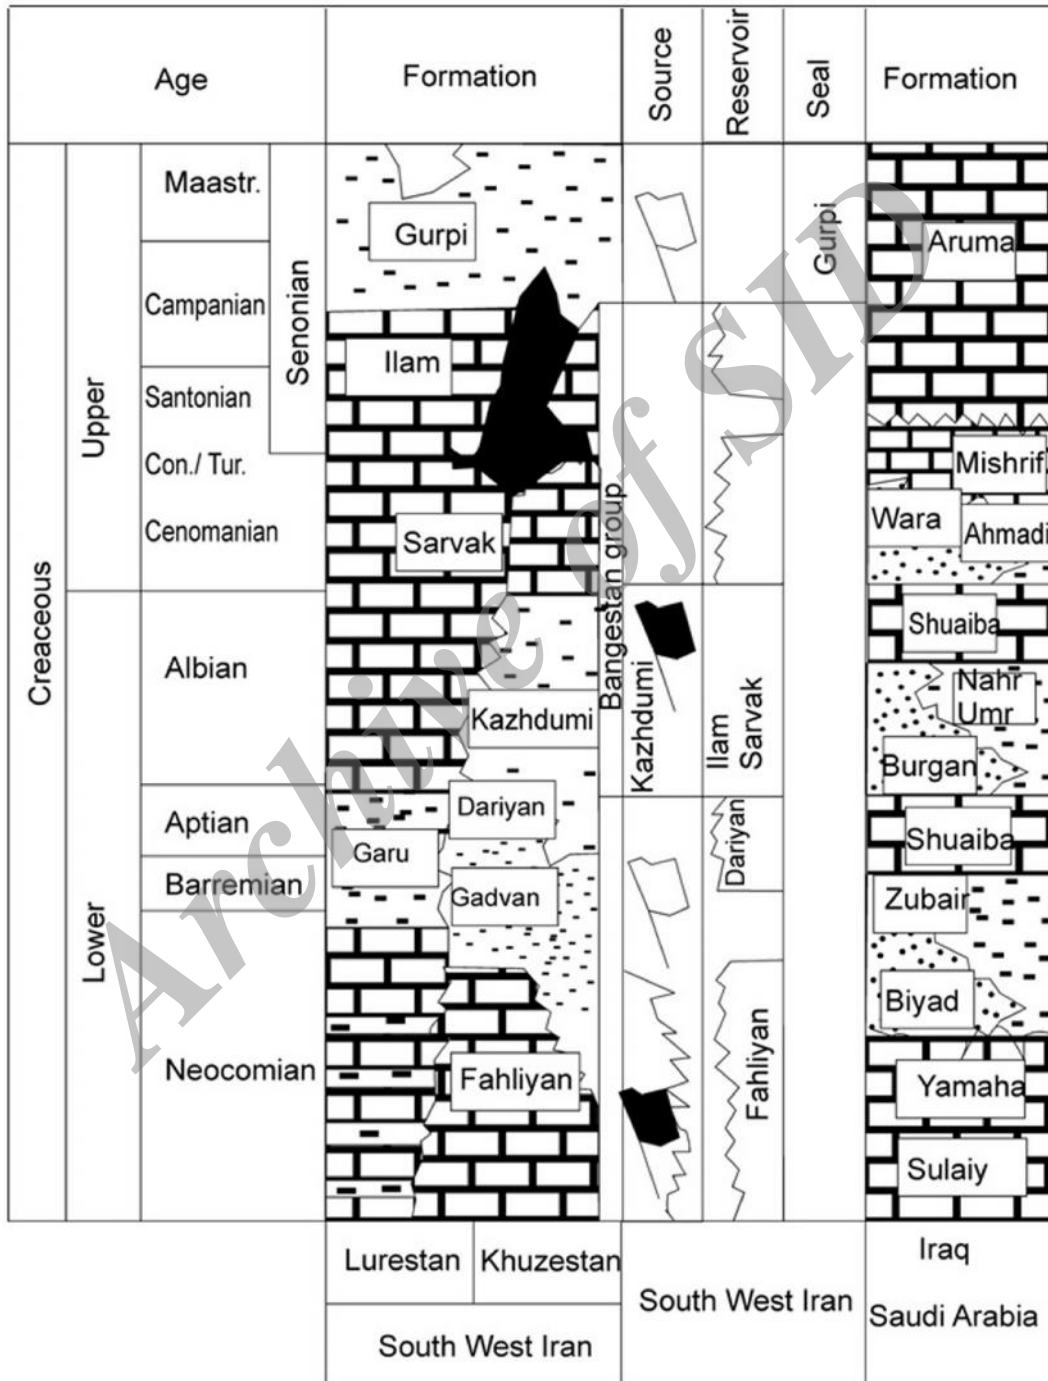 Age
Formation
Source
Reservoir
Seal
Formation
Creaceous
Upper
Lower
Maastr.
Campanian
Santonian
Con./ Tur.
Cenomanian
Albian
Aptian
Barremian
Neocomian
Senonian
Gurpi
Ilam
Sarvak
Kazhdumi
Dariyan
Garu
Gadvan
Fahliyan
Bangestan group
Kazhdumi
Ilam
Sarvak
Dariyan
Fahliyan
Gurpi
Aruma
Mishrif
Wara
Ahmadi
Shuaiba
Nahr
Umr
Burgan
Shuaiba
Zubair
Biyad
Yamaha
Sulaiy
Lurestan
Khuzestan
South West Iran
South West Iran
Iraq
Saudi Arabia
Archive of SID